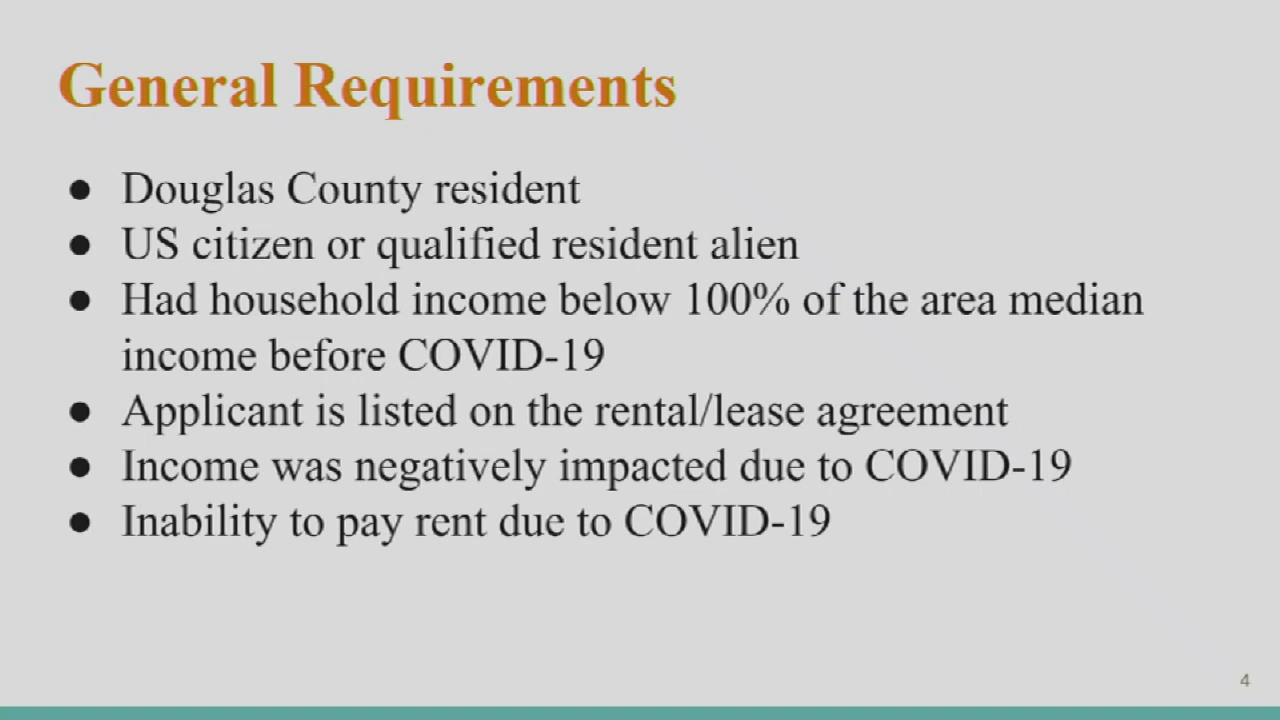 General Requirements
● Douglas County resident
● US citizen or qualified resident alien
● Had household income below 100% of the area median
income before COVID-19
● Applicant is listed on the rental/lease agreement
● Income was negatively impacted due to COVID-19
● Inability to pay rent due to COVID-19
4